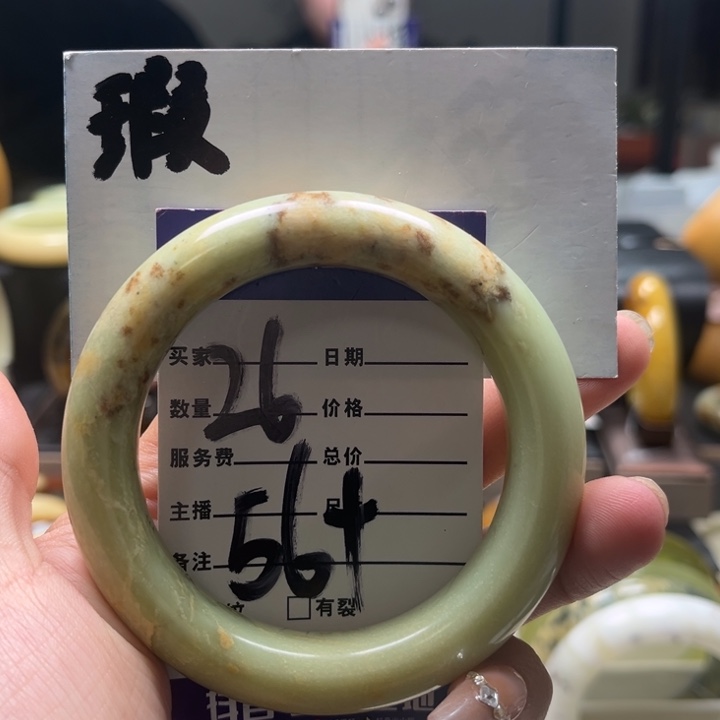 瑕
买家 日期
26
数量 价格
服务费 总价
主播
56+
备注
有裂